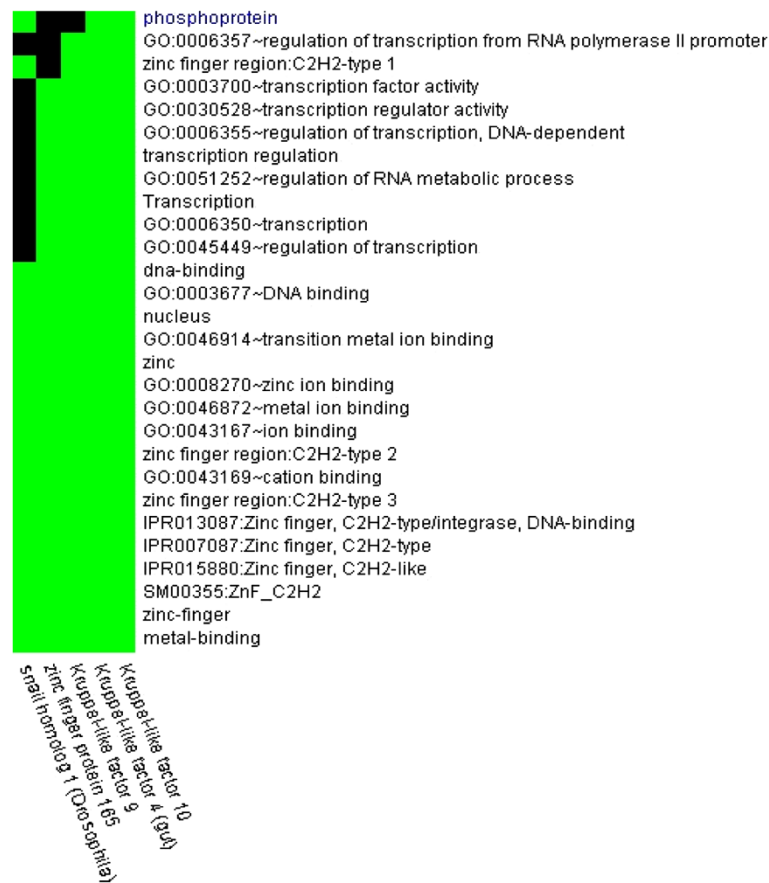 phosphoprotein
GO:0006357~regulation of transcription from RNA polymerase II promoter
zinc finger region:C2H2-type 1
GO:0003700~transcription factor activity
GO:0030528~transcription regulator activity
GO:0006355~regulation of transcription, DNA-dependent
transcription regulation
GO:0051252~regulation of RNA metabolic process
Transcription
GO:0006350~transcription
GO:0045449~regulation of transcription
dna-binding
GO:0003677~DNA binding
nucleus
GO:0046914~transition metal ion binding
zinc
GO:0008270~zinc ion binding
GO:0046872~metal ion binding
GO:0043167~ion binding
zinc finger region:C2H2-type 2
GO:0043169~cation binding
zinc finger region:C2H2-type 3
IPR013087:Zinc finger, C2H2-type/integrase, DNA-binding
IPR007087:Zinc finger, C2H2-type
IPR015880:Zinc finger, C2H2-like
SM00355:ZnF_C2H2
zinc-finger
metal-binding
snail homolog 1 (Drosophila)
zinc finger protein 165
Kruppel-like factor 9
Kruppel-like factor 4 (gut)
Kruppel-like factor 10